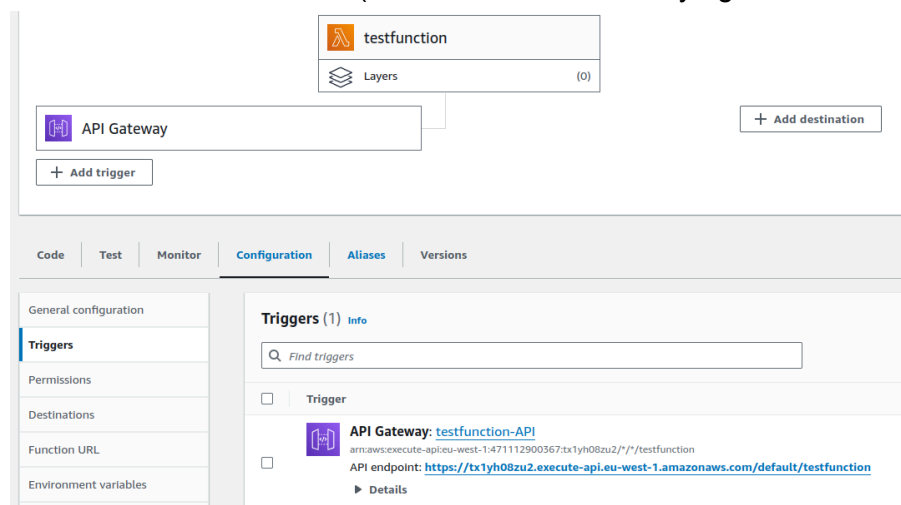 testfunction
Layers (0)
API Gateway
+ Add destination
+ Add trigger
Code Test Monitor Configuration Aliases Versions
General configuration
Triggers
Permissions
Destinations
Function URL
Environment variables
Triggers (1) Info
Find triggers
Trigger
API Gateway: testfunction-API
arn:aws:execute-api:eu-west-1:471112900367:tx1yh08zu2/*/*/testfunction
API endpoint: https://tx1yh08zu2.execute-api.eu-west-1.amazonaws.com/default/testfunction
Details